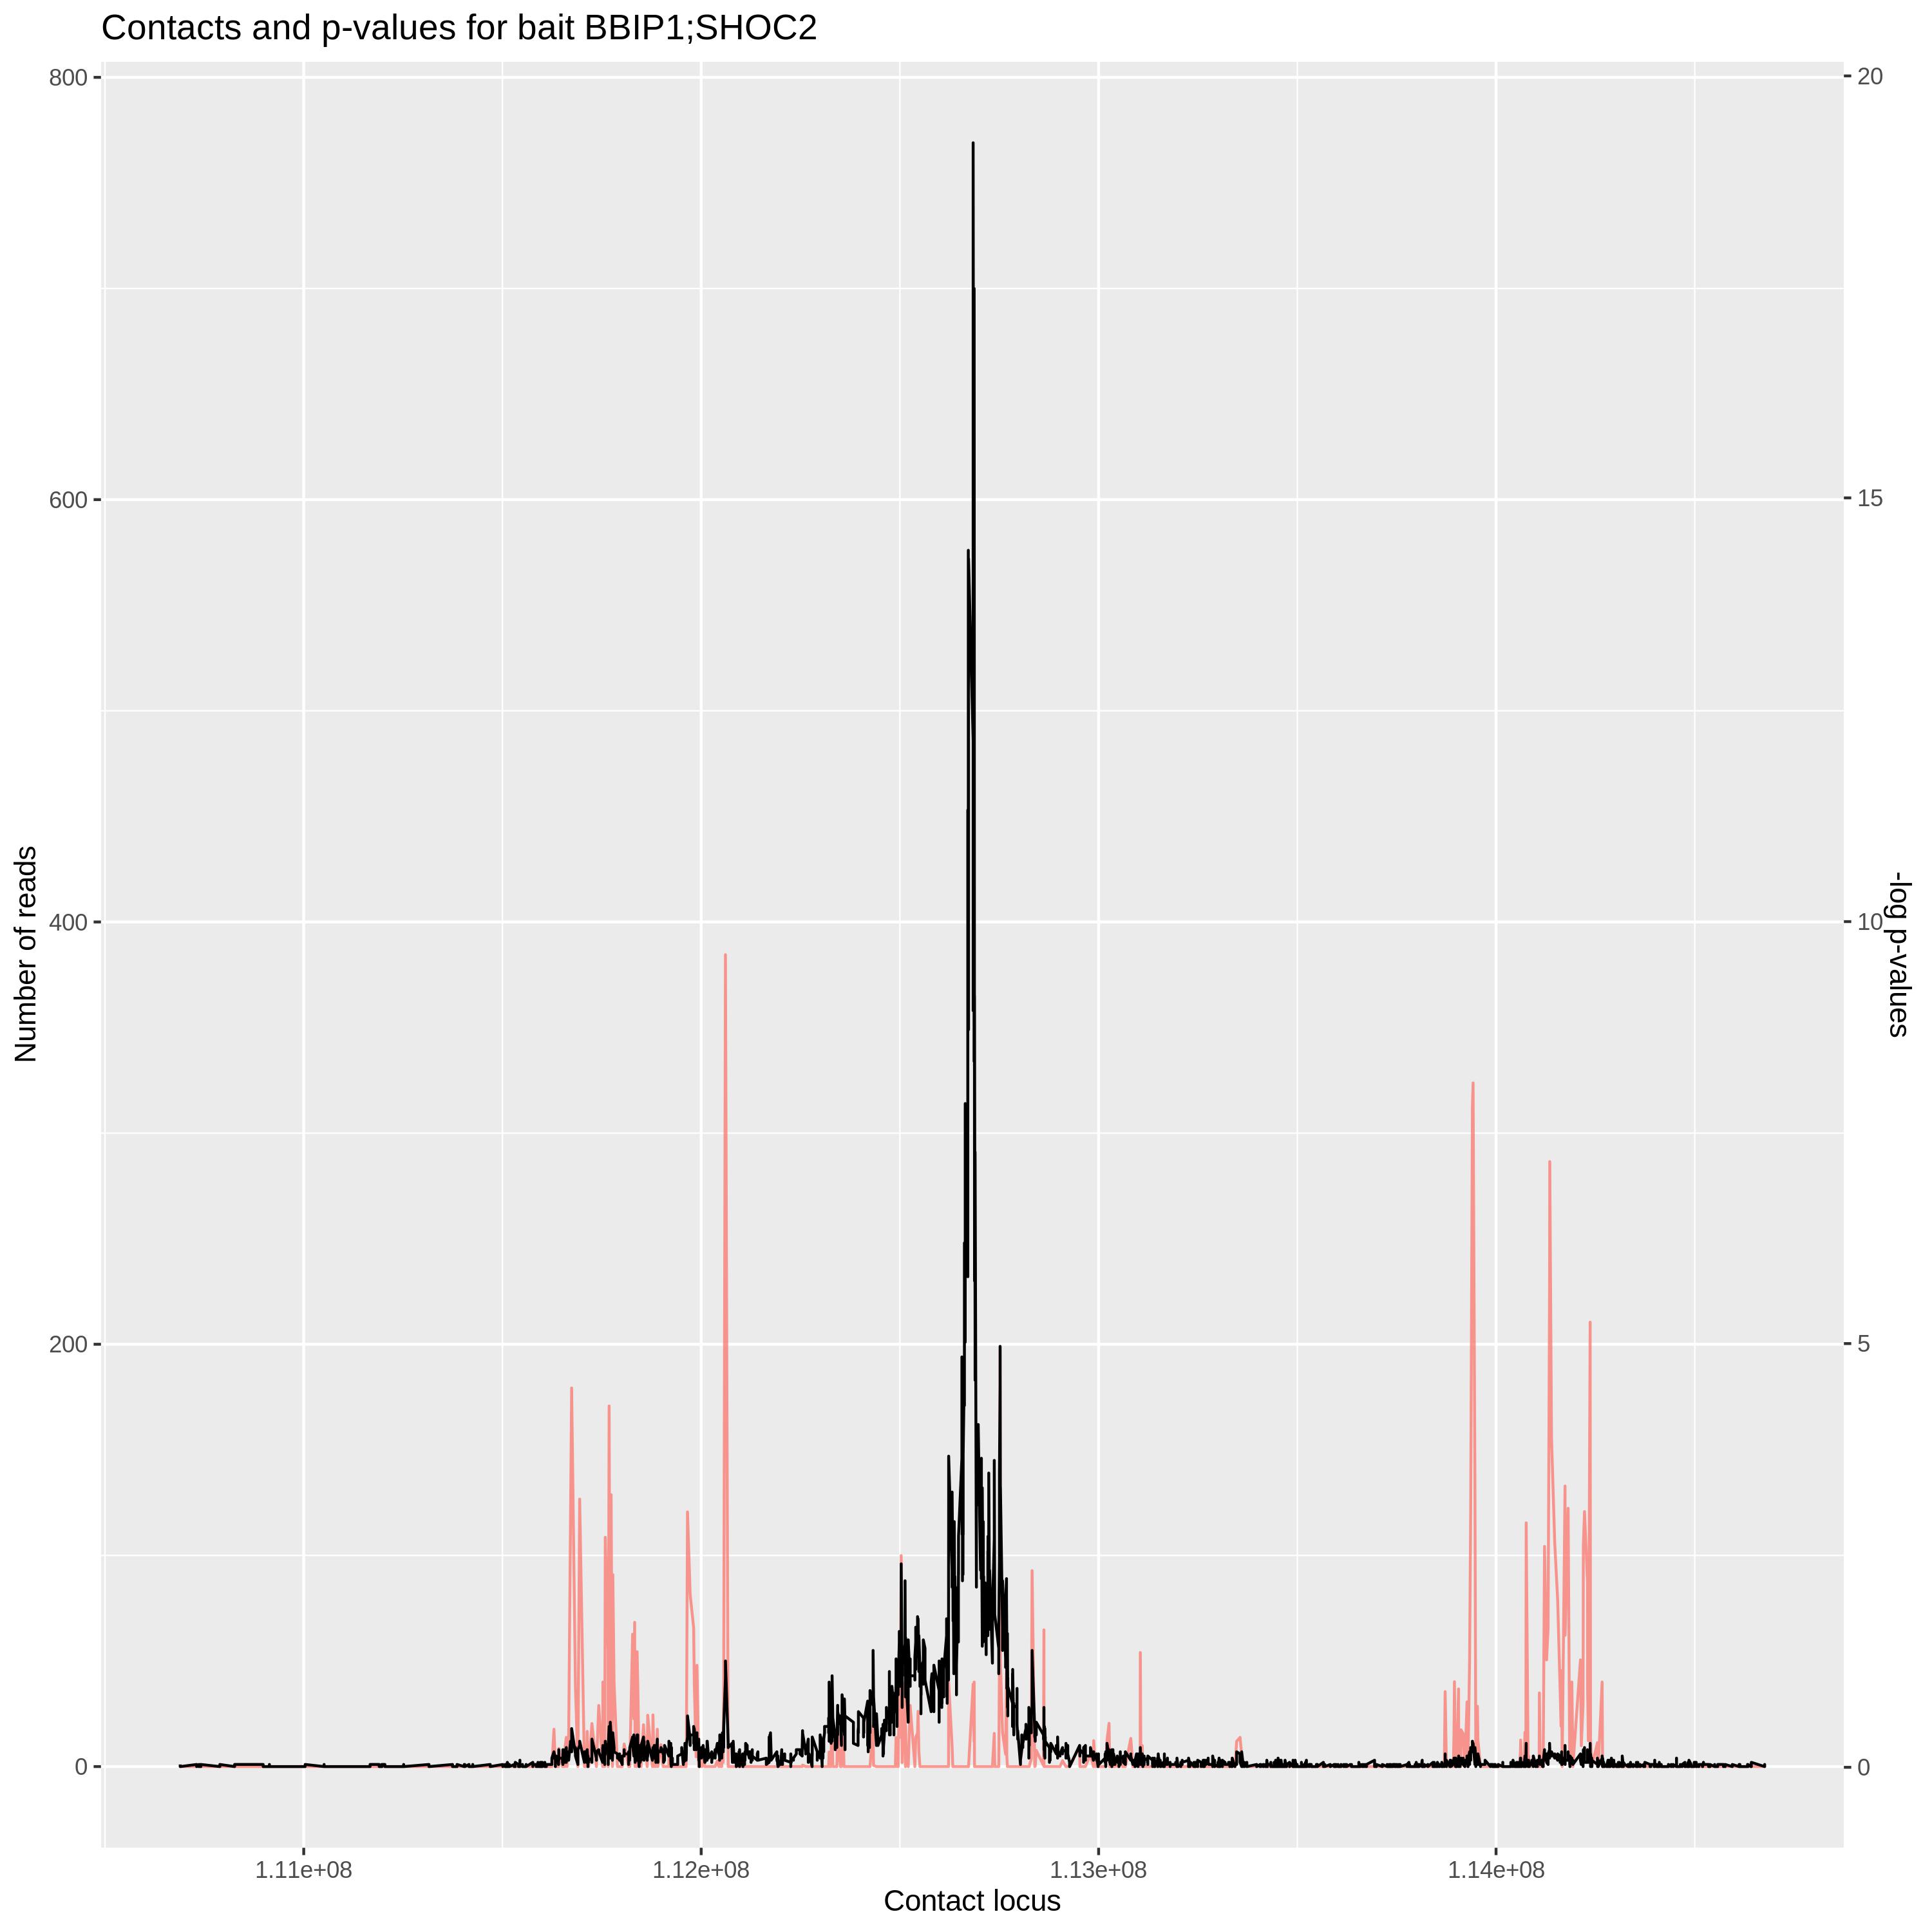 Contacts and p-values for bait BBIP1;SHOC2
800
600
400
200
0
Number of reads
20
15
10
5
0
-log p-values
1.11e+08
1.12e+08
1.13e+08
1.14e+08
Contact locus